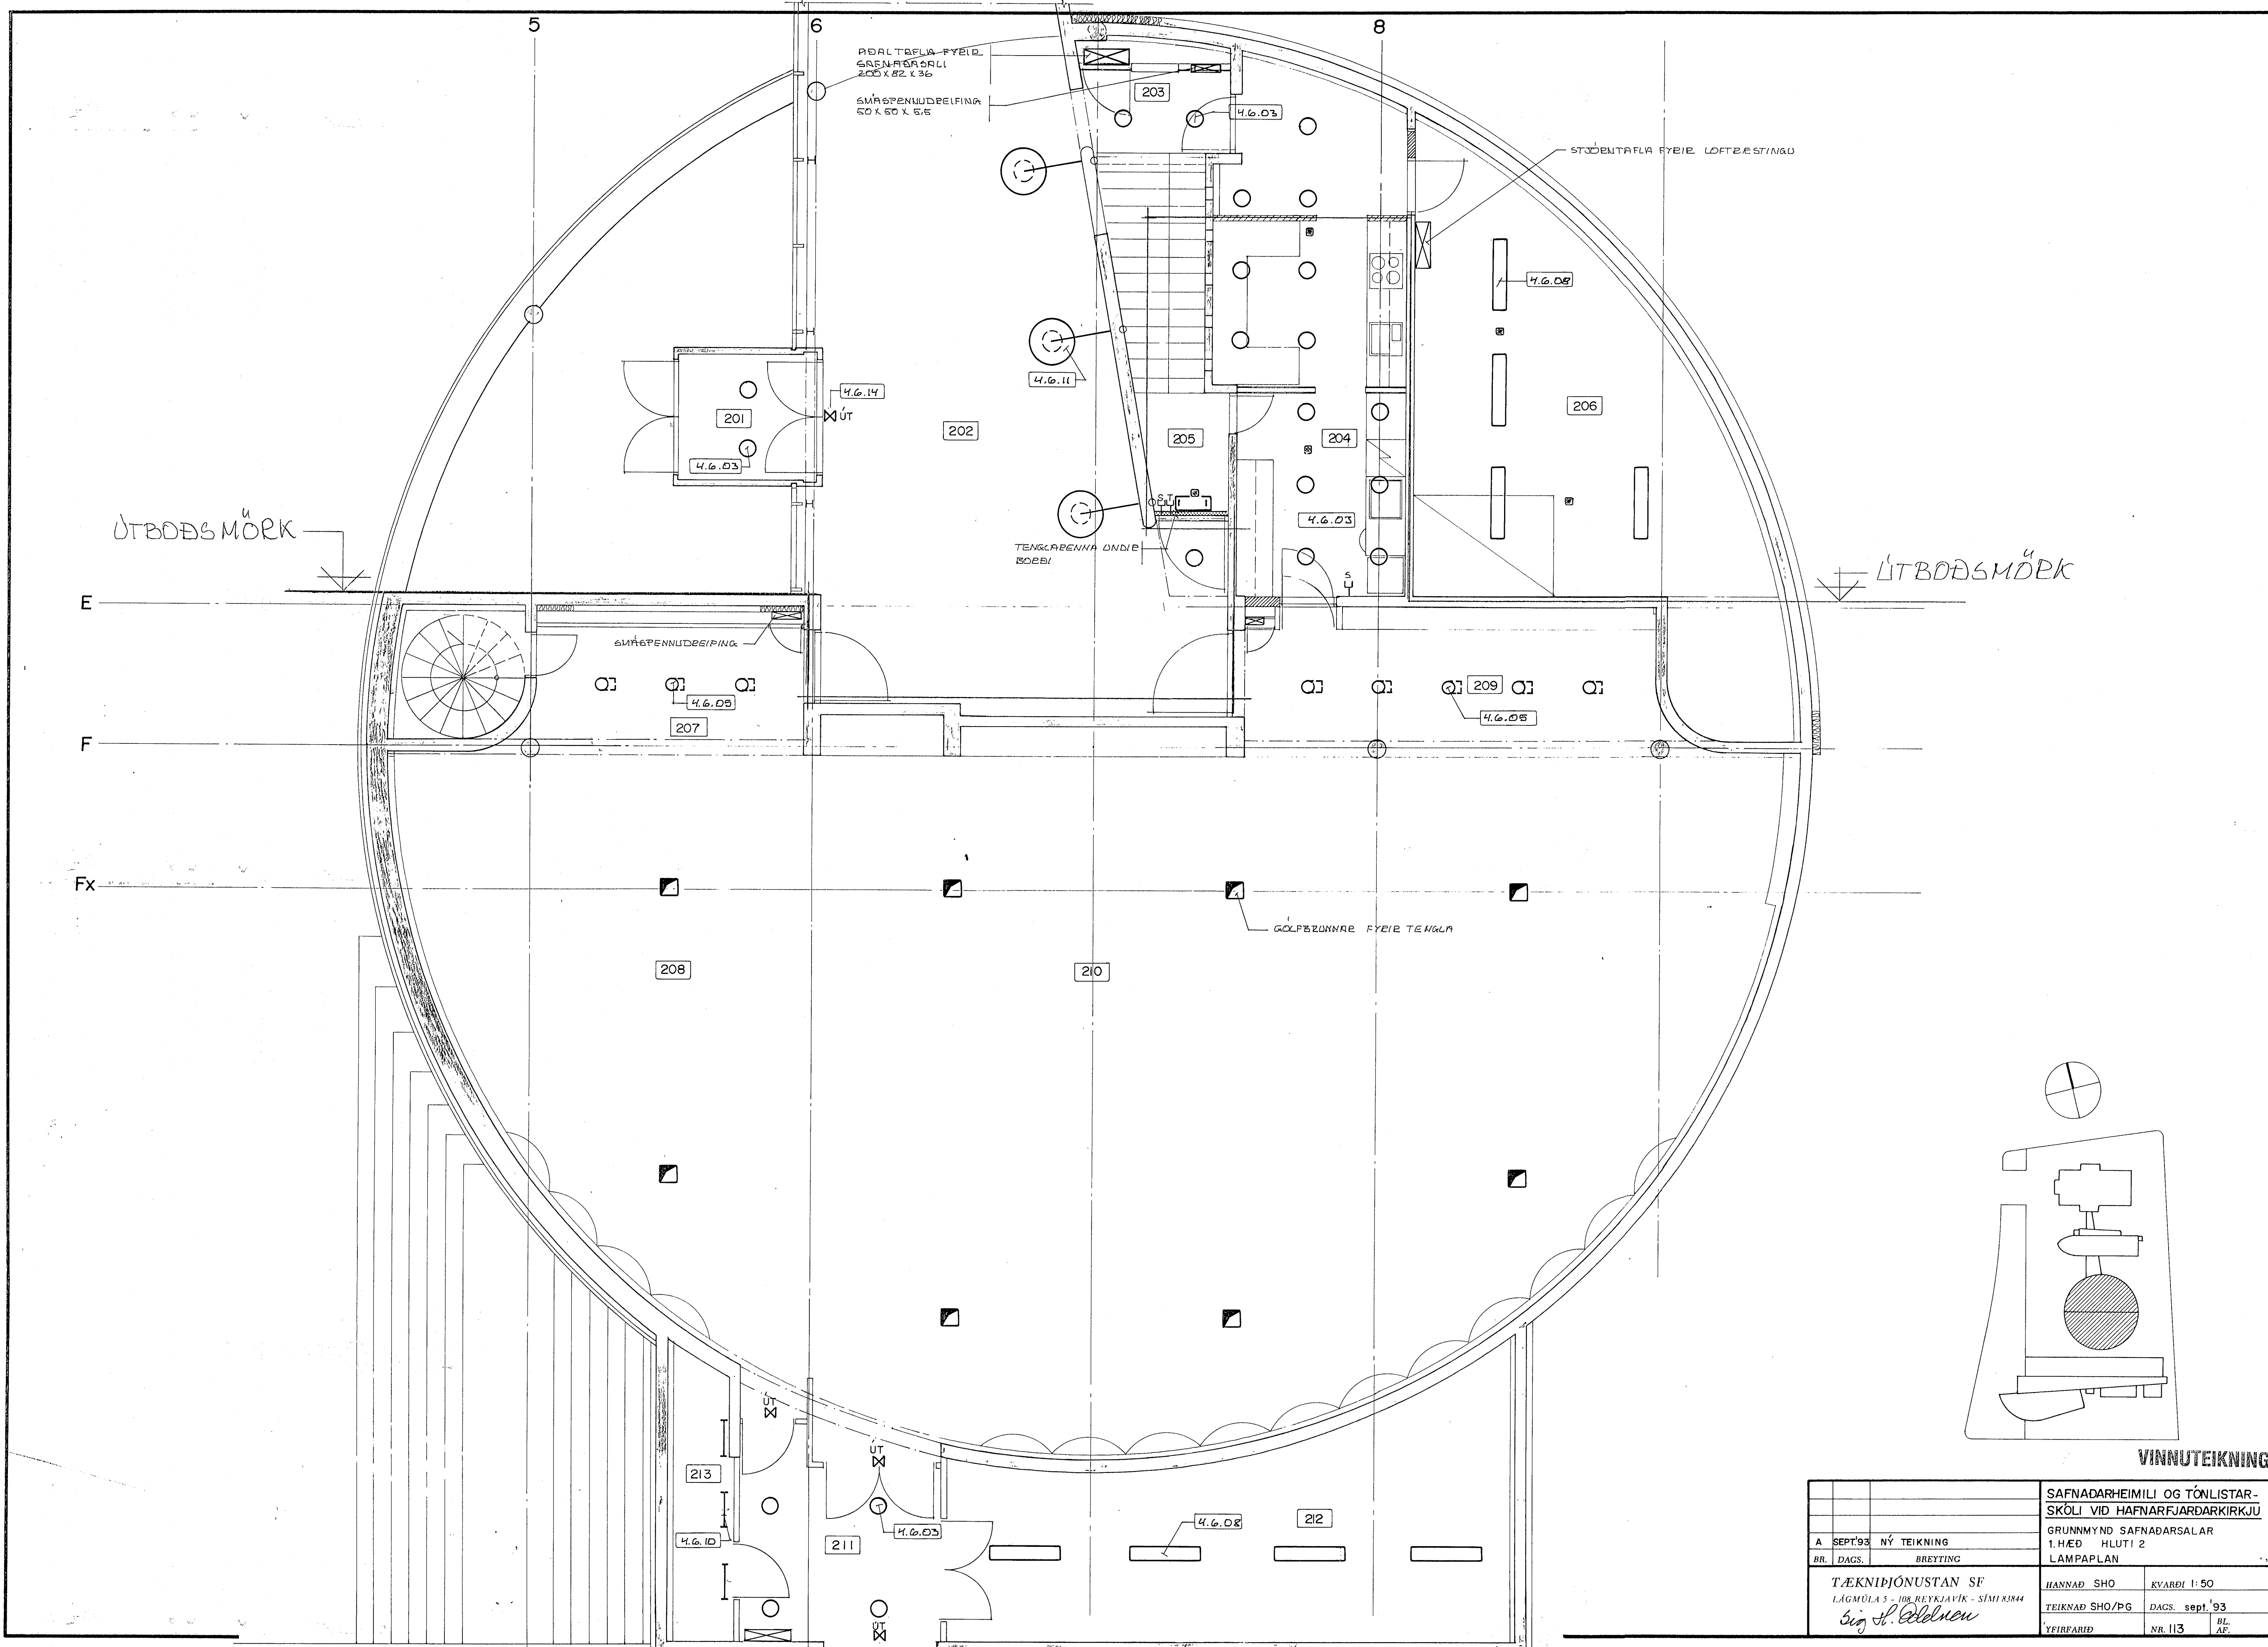 5
6
8
AÐALTAFLA FYRIR
SAFNAÐASALI
200 X 82 X 36
SMÁSPENNUDREIFING
50 X 50 X 5,5
203
4.6.03
STJÓRNTAFLA FYRIR LOFTRÆSTINGU
4.6.08
4.6.11
4.6.14
ÚT
201
4.6.03
202
205
204
206
S T
4.6.03
TENGLARENNA UNDIR
BORÐI
S
ÚTBOÐSMÖRK
ÚTBOÐSMÖRK
E
SMÁSPENNUDREIFING
4.6.05
207
209
4.6.05
F
Fx
GÓLFBRUNNAR FYRIR TENGLA
208
210
ÚT
ÚT
213
4.6.10
4.6.03
211
ÚT
4.6.08
212
VINNUTEIKNING
SAFNAÐARHEIMILI OG TÓNLISTAR-
SKÓLI VIÐ HAFNARFJARÐARKIRKJU
GRUNNMYND SAFNAÐARSALAR
1. HÆÐ HLUTI 2
LAMPAPLAN
A SEPT.'93 NÝ TEIKNING
BR. DAGS. BREYTING
TÆKNIÞJÓNUSTAN SF
LÁGMÚLA 5 - 108 REYKJAVÍK - SÍMI 83844
HANNAÐ SHO KVARÐI 1:50
TEIKNAÐ SHO/ÞG DAGS. sept. '93
YFIRFARIÐ NR. 113 BL.
AF.